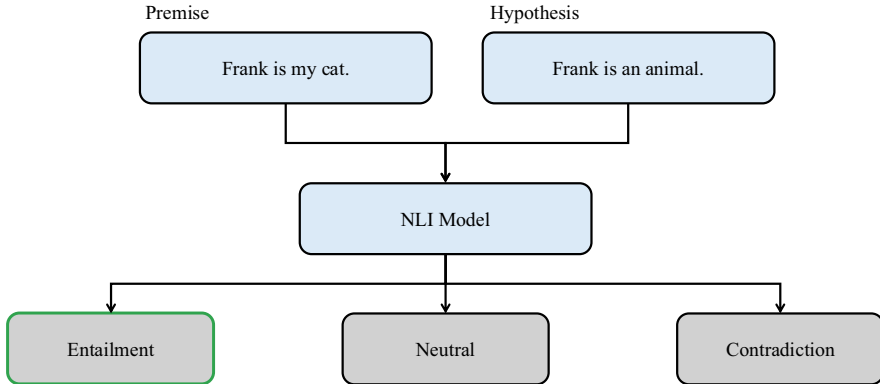 Premise
Hypothesis
Frank is my cat.
Frank is an animal.
NLI Model
Entailment
Neutral
Contradiction